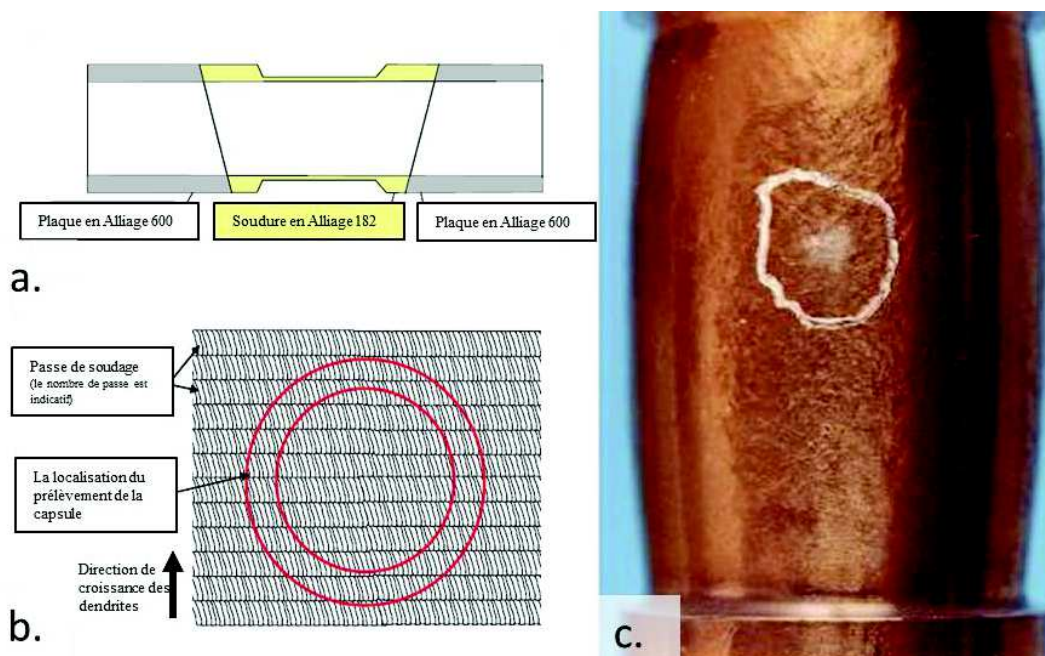 Plaque en Alliage 600
Soudure en Alliage 182
Plaque en Alliage 600
a.
Passe de soudage
(le nombre de passe est
indicatif)
La localisation du
prélèvement de la
capsule
Direction de
croissance des
dendrites
b.
c.